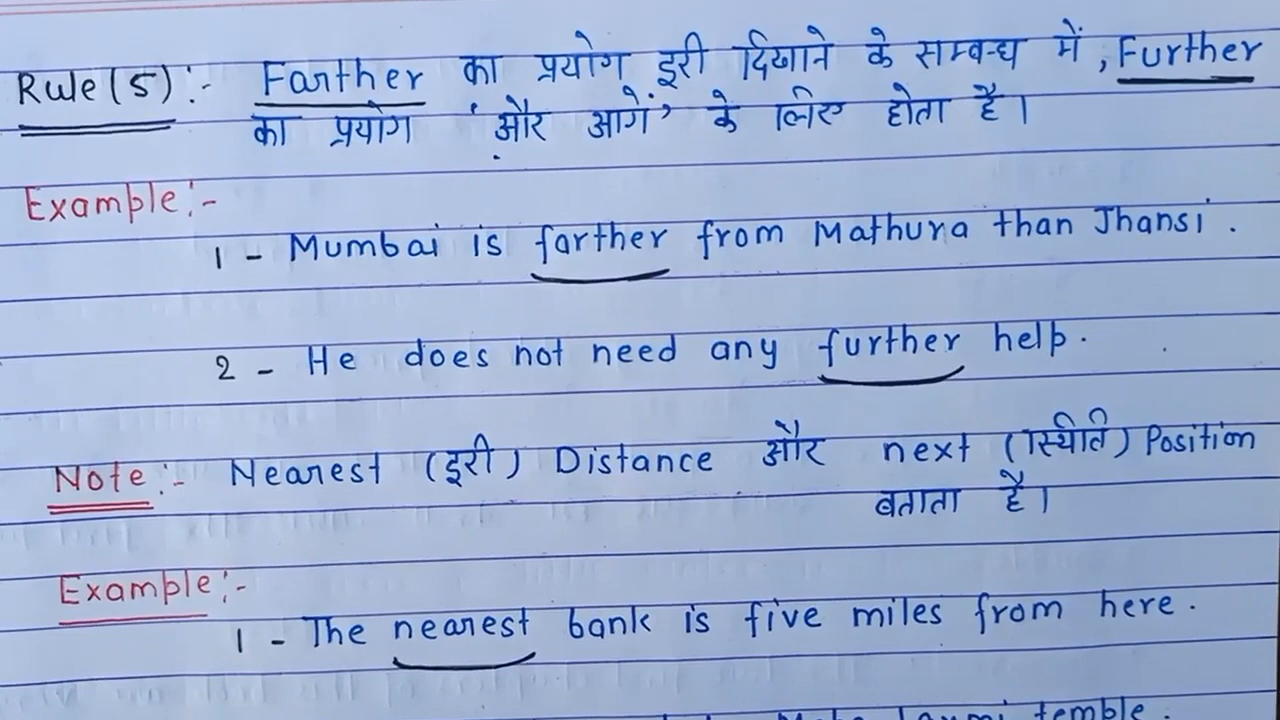 Rule (5):- Farther का प्रयोग दूरी दिखाने के सम्बन्ध में, Further
का प्रयोग 'और आगे' के लिए होता है।
Example:-
1 - Mumbai is farther from Mathura than Jhansi.
2 - He does not need any further help.
Note:- Nearest (दूरी) Distance और next (स्थिति) Position
बताता है।
Example:-
1 - The nearest bank is five miles from here.
temple.